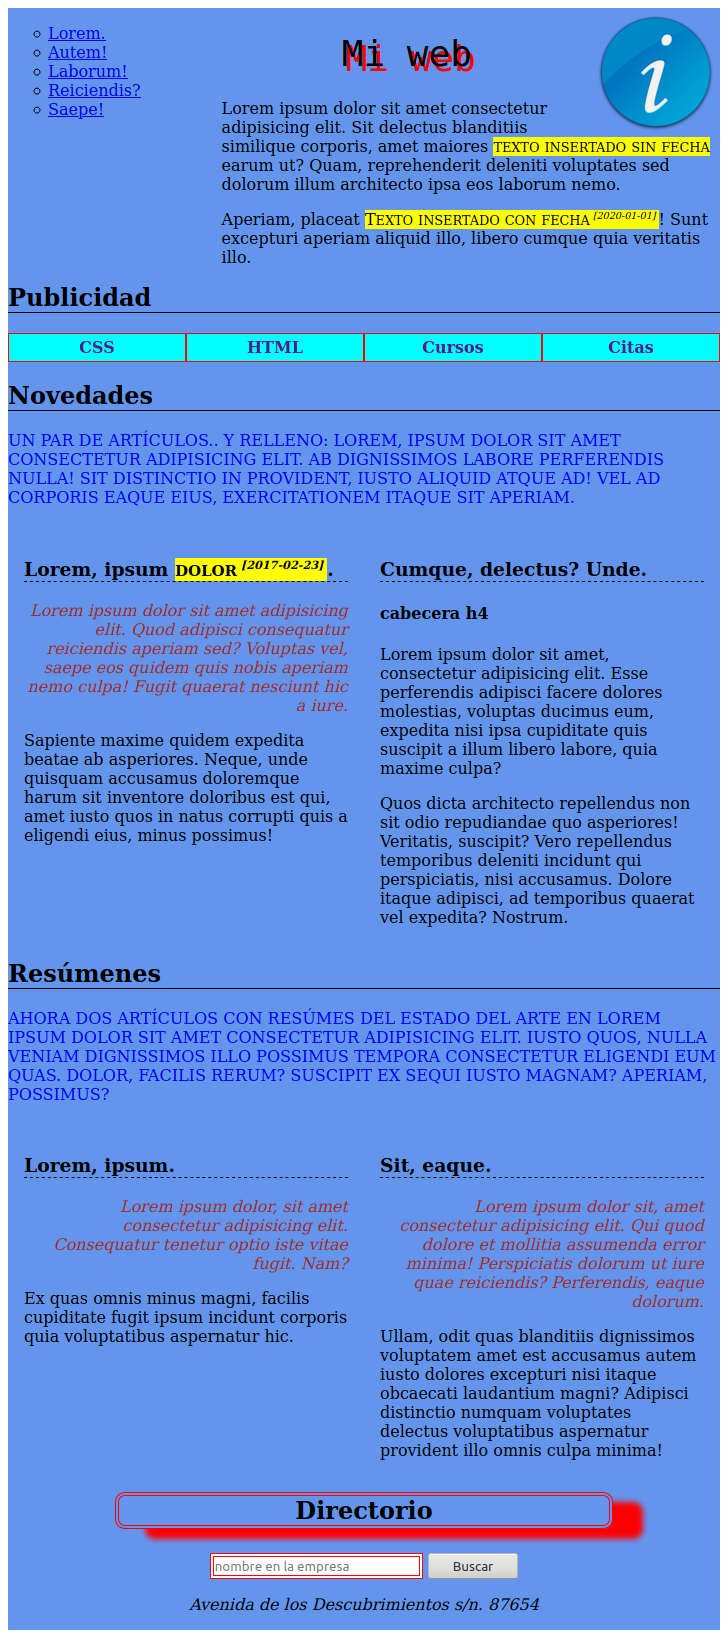 Lorem.
Autem!
Laborum!
Reiciendis?
Saepe!
Mi web
i
Lorem ipsum dolor sit amet consectetur
adipisicing elit. Sit delectus blanditiis
similique corporis, amet maiores TEXTO INSERTADO SIN FECHA
earum ut? Quam, reprehenderit deleniti voluptates sed
dolorum illum architecto ipsa eos laborum nemo.
Aperiam, placeat TEXTO INSERTADO CON FECHA [2020-01-01]! Sunt
excepturi aperiam aliquid illo, libero cumque quia veritatis
illo.
Publicidad
CSS HTML Cursos Citas
Novedades
UN PAR DE ARTÍCULOS.. Y RELLENO: LOREM, IPSUM DOLOR SIT AMET
CONSECTETUR ADIPISICING ELIT. AB DIGNISSIMOS LABORE PERFERENDIS
NULLA! SIT DISTINCTIO IN PROVIDENT, IUSTO ALIQUID ATQUE AD! VEL AD
CORPORIS EAQUE EIUS, EXERCITATIONEM ITAQUE SIT APERIAM.
Lorem, ipsum DOLOR [2017-02-23].
Lorem ipsum dolor sit amet adipisicing
elit. Quod adipisci consequatur
reiciendis aperiam sed? Voluptas vel,
saepe eos quidem quis nobis aperiam
nemo culpa! Fugit quaerat nesciunt hic
a iure.
Sapiente maxime quidem expedita
beatae ab asperiores. Neque, unde
quisquam accusamus doloremque
harum sit inventore doloribus est qui,
amet iusto quos in natus corrupti quis a
eligendi eius, minus possimus!
Cumque, delectus? Unde.
cabecera h4
Lorem ipsum dolor sit amet,
consectetur adipisicing elit. Esse
perferendis adipisci facere dolores
molestias, voluptas ducimus eum,
expedita nisi ipsa cupiditate quis
suscipit a illum libero labore, quia
maxime culpa?
Quos dicta architecto repellendus non
sit odio repudiandae quo asperiores!
Veritatis, suscipit? Vero repellendus
temporibus deleniti incidunt qui
perspiciatis, nisi accusamus. Dolore
itaque adipisci, ad temporibus quaerat
vel expedita? Nostrum.
Resúmenes
AHORA DOS ARTÍCULOS CON RESÚMES DEL ESTADO DEL ARTE EN LOREM
IPSUM DOLOR SIT AMET CONSECTETUR ADIPISICING ELIT. IUSTO QUOS, NULLA
VENIAM DIGNISSIMOS ILLO POSSIMUS TEMPORA CONSECTETUR ELIGENDI EUM
QUAS. DOLOR, FACILIS RERUM? SUSCIPIT EX SEQUI IUSTO MAGNAM? APERIAM,
POSSIMUS?
Lorem, ipsum.
Lorem ipsum dolor, sit amet
consectetur adipisicing elit.
Consequatur tenetur optio iste vitae
fugit. Nam?
Ex quas omnis minus magni, facilis
cupiditate fugit ipsum incidunt corporis
quia voluptatibus aspernatur hic.
Sit, eaque.
Lorem ipsum dolor sit, amet
consectetur adipisicing elit. Qui quod
dolore et mollitia assumenda error
minima! Perspiciatis dolorum ut iure
quae reiciendis? Perferendis, eaque
dolorum.
Ullam, odit quas blanditiis dignissimos
voluptatem amet est accusamus autem
iusto dolores excepturi nisi itaque
obcaecati laudantium magni? Adipisci
distinctio numquam voluptates
delectus voluptatibus aspernatur
provident illo omnis culpa minima!
Directorio
nombre en la empresa Buscar
Avenida de los Descubrimientos s/n. 87654